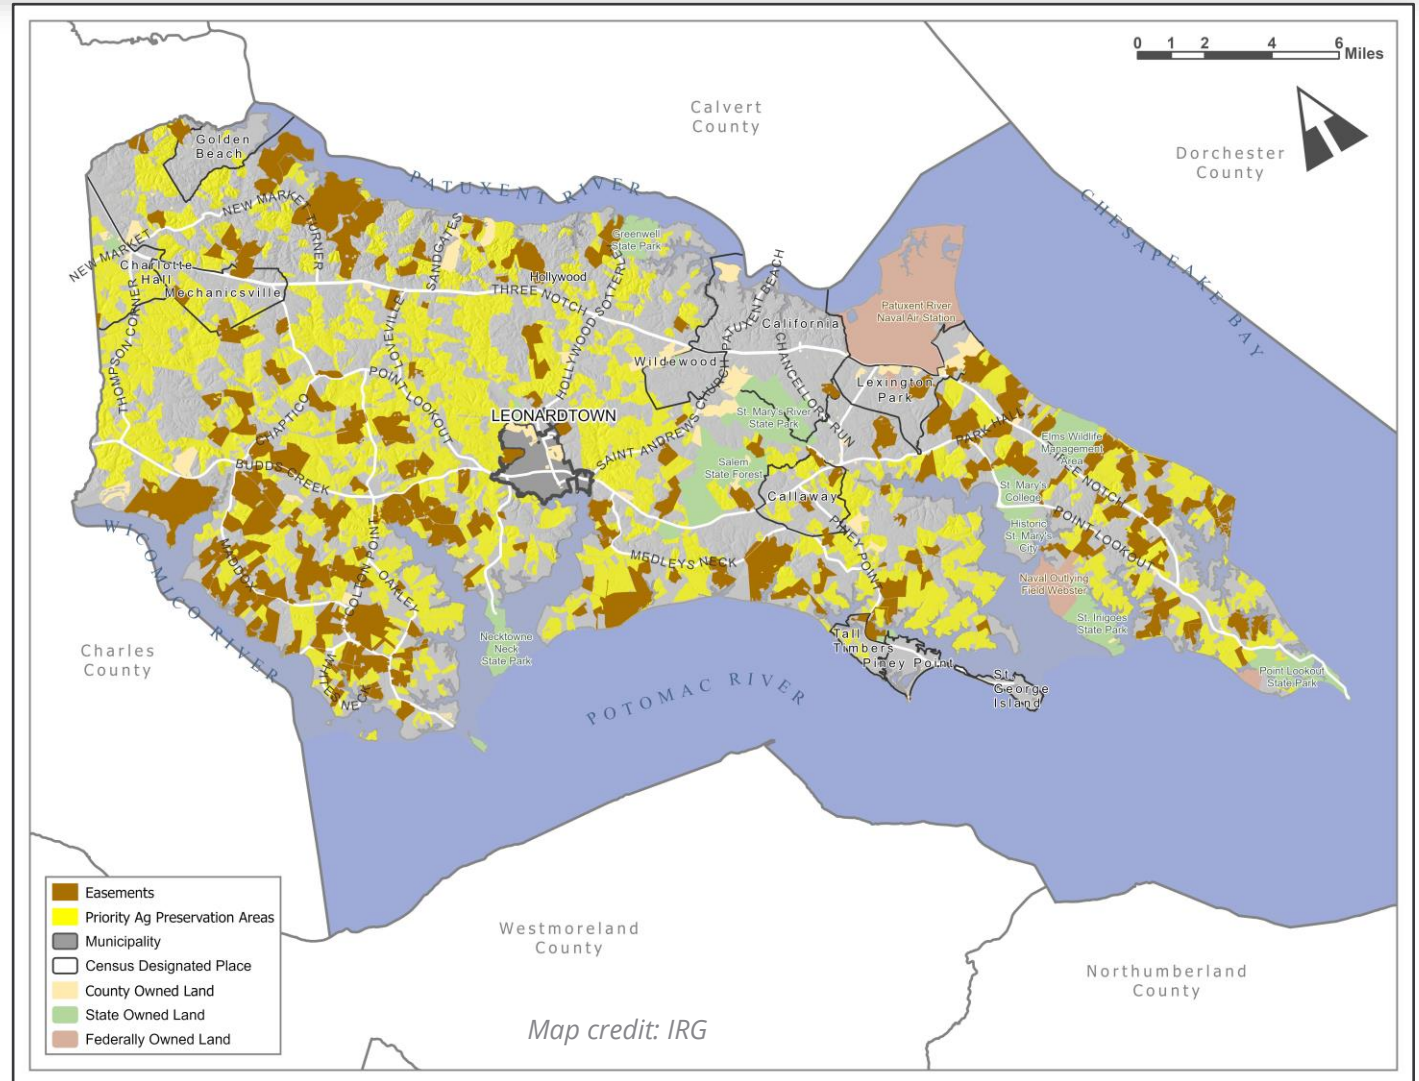 0 1 2 4 6 Miles
Calvert
County
Dorchester
County
CHESAPEAKE BAY
PATUXENT RIVER
Golden
Beach
NEW MARKET TURNER
NEW MARKET
Charlotte
Hall
Mechanicsville
SANDGATES
Greenwell
State Park
Hollywood
THREE NOTCH
HOLLYWOOD SOTTERLEY
PATUXENT BEACH
California
Patuxent River
Naval Air Station
THOMPSON CORNER
LOVEVILLE
POINT LOOKOUT
Wildewood
CHURCH
CHANCELLORS RUN
Lexington
Park
LEONARDTOWN
St. Mary's River
State Park
CHAPTICO
SAINT ANDREWS
PARK HALL
Elms Wildlife
Management
Area
BUDDS CREEK
Salem
State Forest
THREE NOTCH
Callaway
St. Mary's
College
WICOMICO RIVER
MADDOX
COLTON POINT
OAKLEY
MEDLEYS NECK
PINEY POINT
Historic
St. Mary's
City
POINT LOOKOUT
Naval Outlying
Field Webster
St. Inigoes
State Park
Charles
County
WHITES NECK
Necktowne
Neck
State Park
Tall
Timbers
Piney Point
St.
George
Island
Point Lookout
State Park
POTOMAC RIVER
Easements
Priority Ag Preservation Areas
Municipality
Census Designated Place
County Owned Land
State Owned Land
Federally Owned Land
Westmoreland
County
Northumberland
County
Map credit: IRG